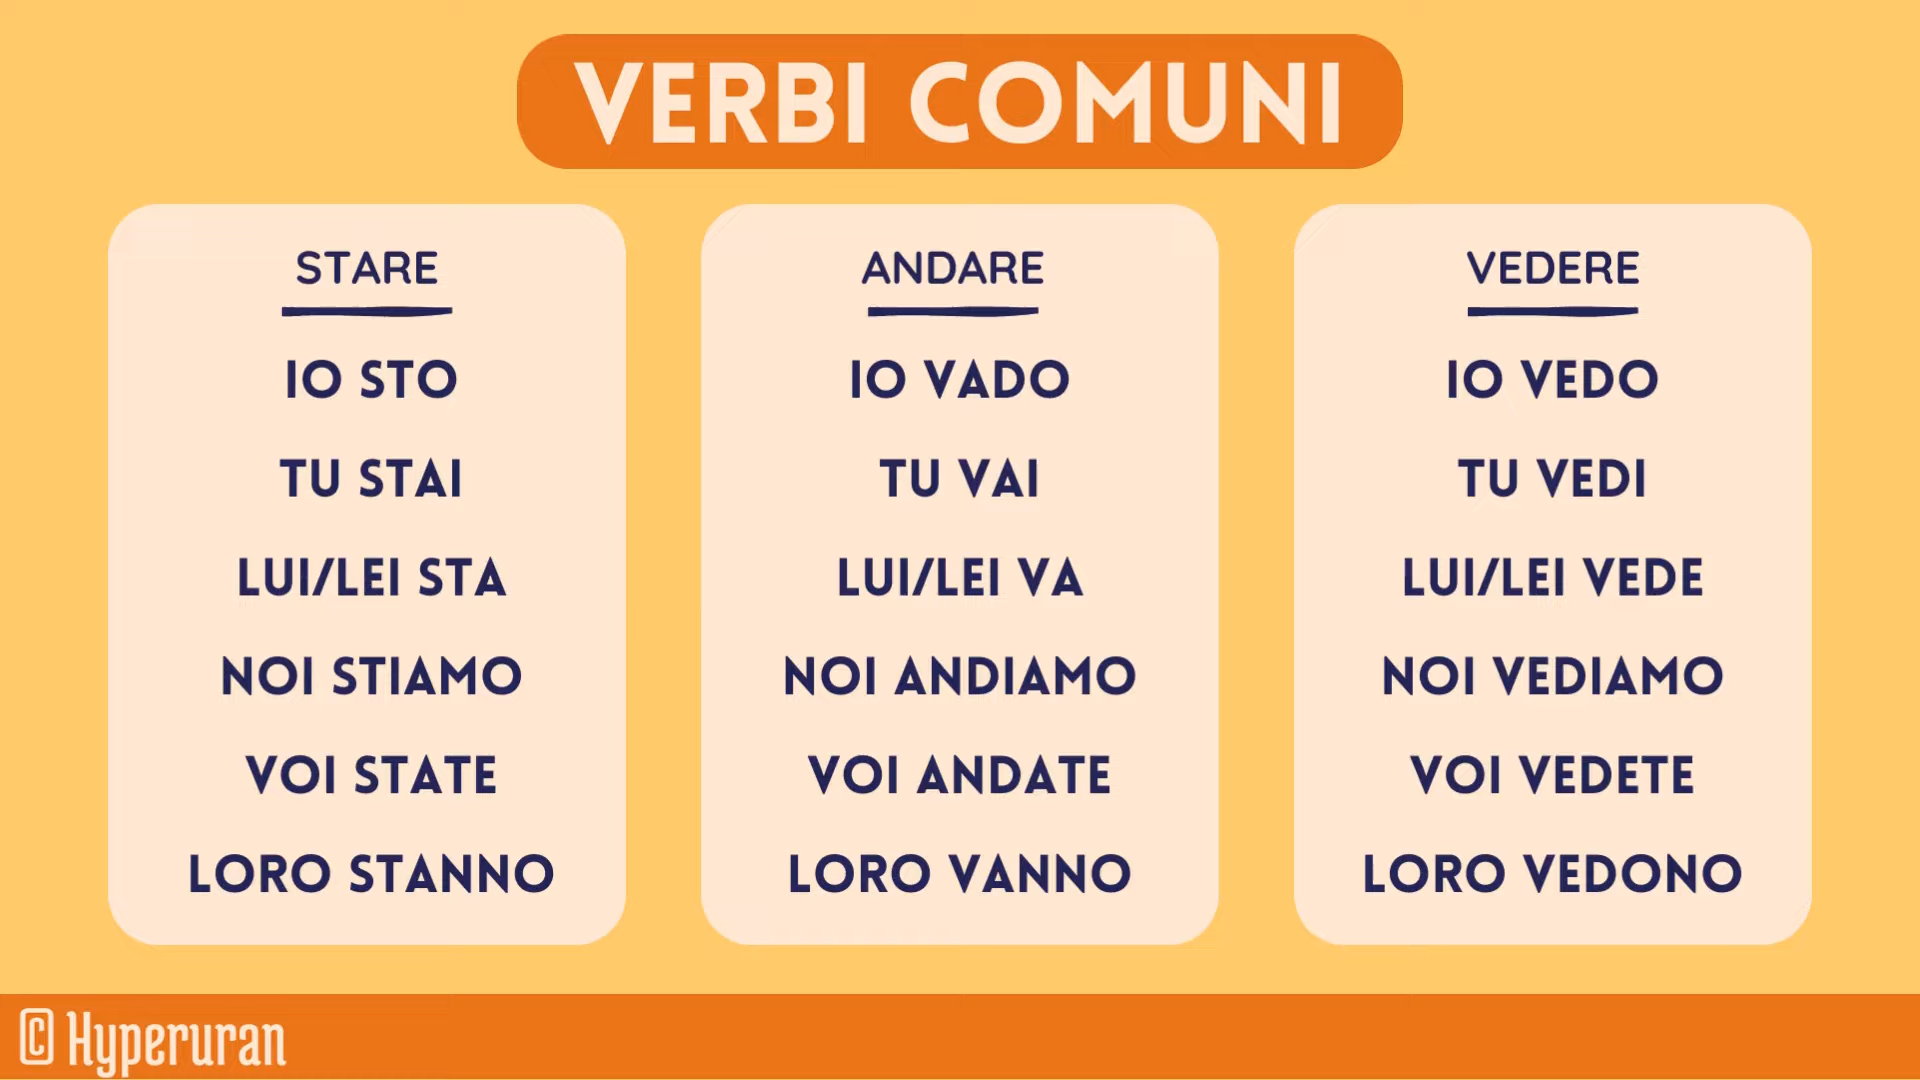 VERBI COMUNI
STARE
IO STO
TU STAI
LUI/LEI STA
NOI STIAMO
VOI STATE
LORO STANNO
ANDARE
IO VADO
TU VAI
LUI/LEI VA
NOI ANDIAMO
VOI ANDATE
LORO VANNO
VEDERE
IO VEDO
TU VEDI
LUI/LEI VEDE
NOI VEDIAMO
VOI VEDETE
LORO VEDONO
© Hyperuran